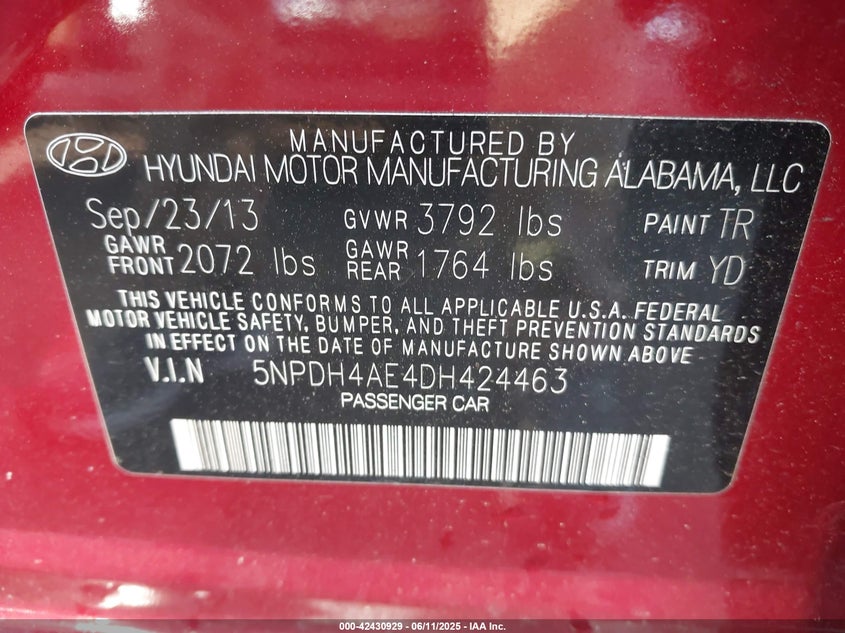 MANUFACTURED BY
HYUNDAI MOTOR MANUFACTURING ALABAMA, LLC
Sep/23/13 GVWR 3792 lbs PAINT TR
GAWR FRONT 2072 lbs GAWR REAR 1764 lbs TRIM YD
THIS VEHICLE CONFORMS TO ALL APPLICABLE U.S.A. FEDERAL
MOTOR VEHICLE SAFETY, BUMPER, AND THEFT PREVENTION STANDARDS
IN EFFECT ON THE DATE OF MANUFACTURE SHOWN ABOVE
V.I.N 5NPDH4AE4DH424463
PASSENGER CAR
000-42430929 - 06/11/2025 - IAA Inc.